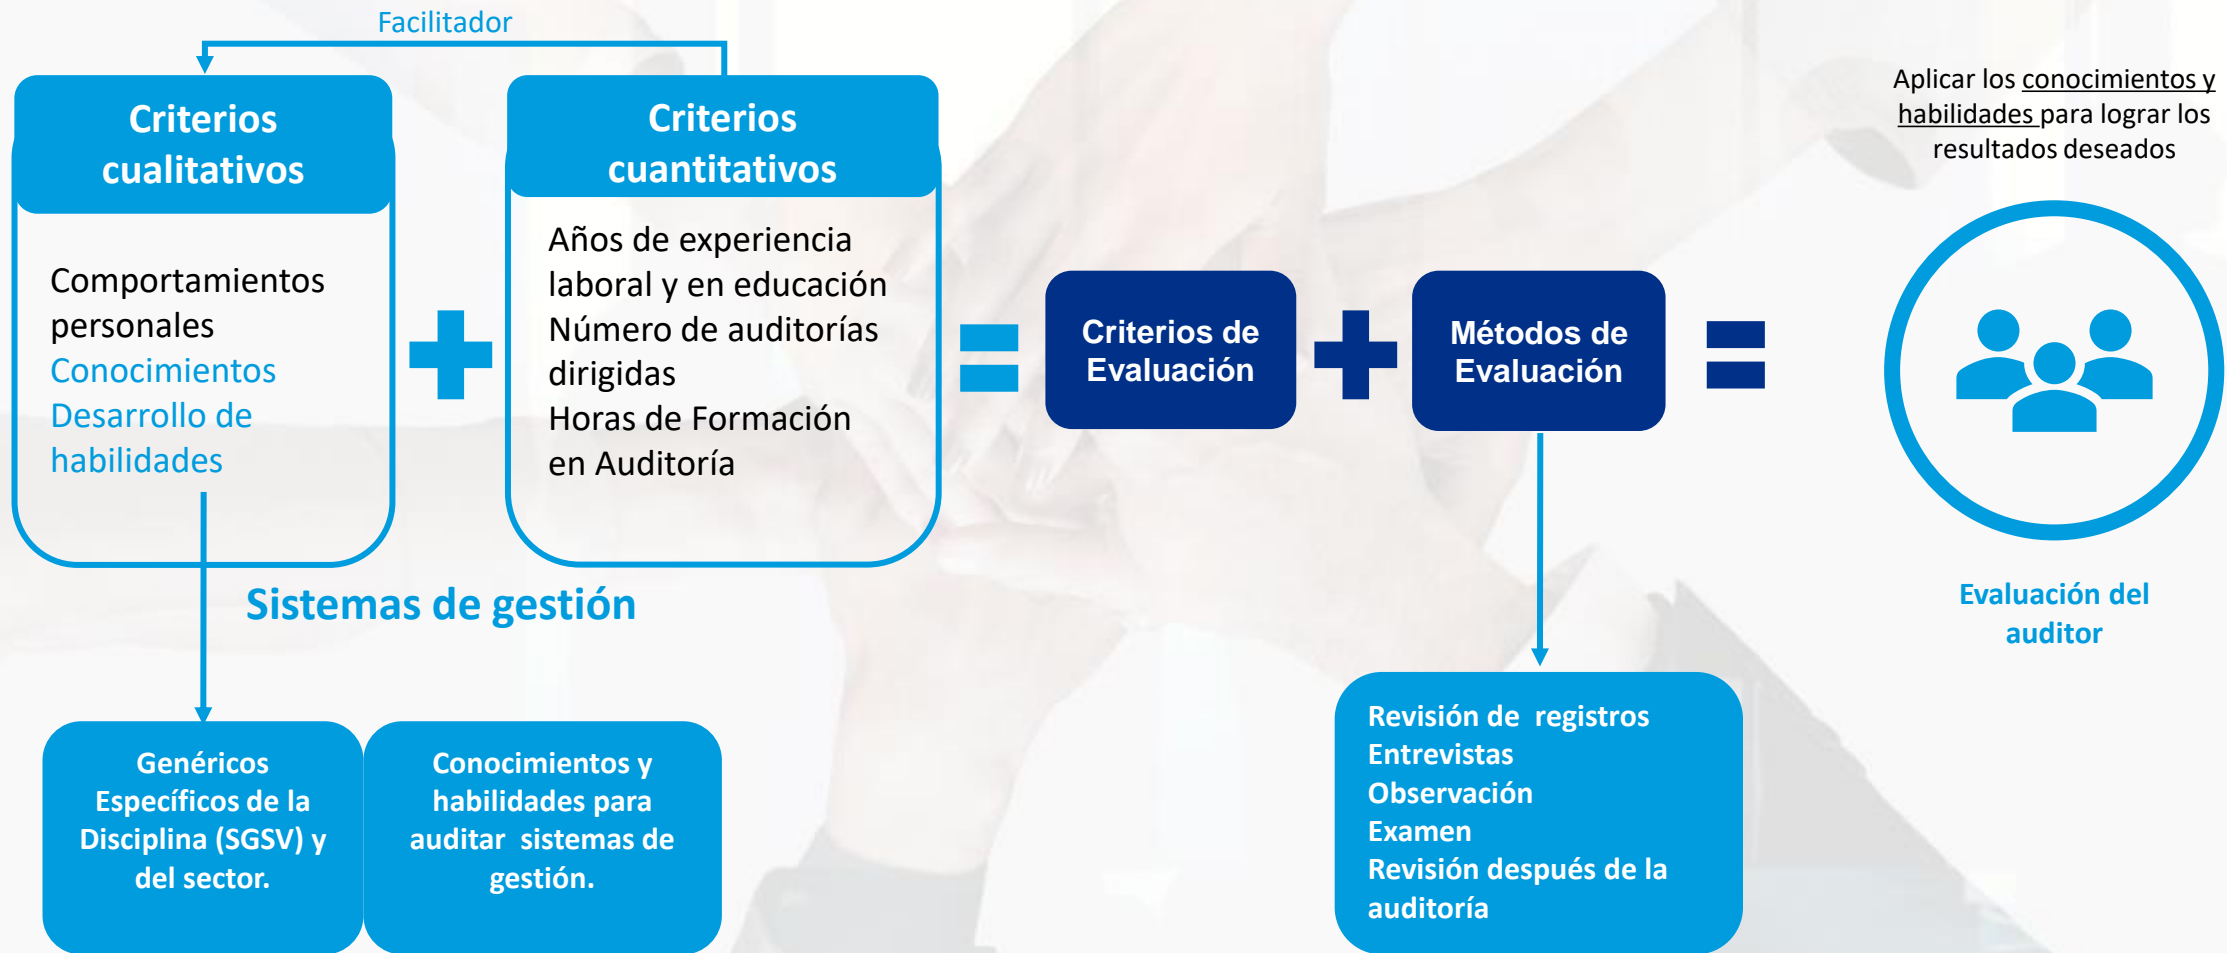 Facilitador
Criterios
cualitativos
Comportamientos
personales
Conocimientos
Desarrollo de
habilidades
Criterios
cuantitativos
Años de experiencia
laboral y en educación
Número de auditorías
dirigidas
Horas de Formación
en Auditoría
Criterios de
Evaluación
Métodos de
Evaluación
Aplicar los conocimientos y
habilidades para lograr los
resultados deseados
Evaluación del
auditor
Sistemas de gestión
Genéricos
Específicos de la
Disciplina (SGSV) y
del sector.
Conocimientos y
habilidades para
auditar sistemas de
gestión.
Revisión de registros
Entrevistas
Observación
Examen
Revisión después de la
auditoría